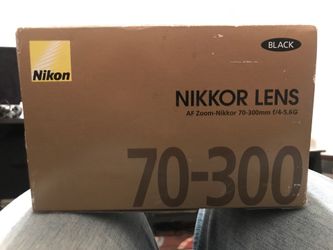 BLACK
Nikon
NIKKOR LENS
AF Zoom-Nikkor 70-300mm f/4-5.6G
70-300